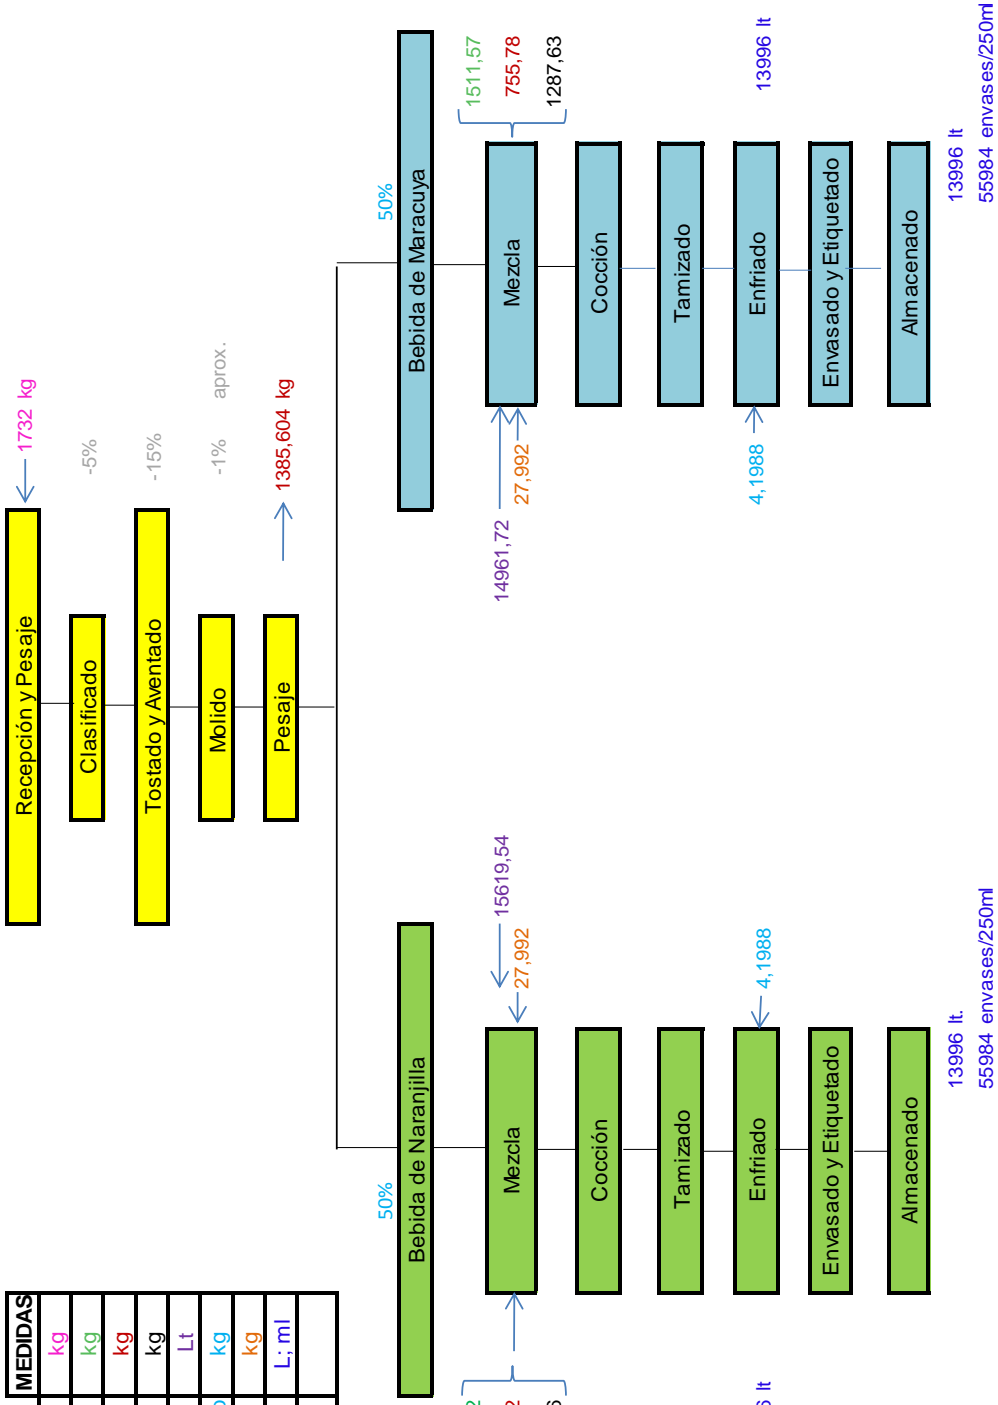 MEDIDAS
kg
kg
kg
kg
Lt
kg
kg
L; ml
Recepción y Pesaje
1732 kg
Clasificado
-5%
Tostado y Aventado
-15%
Molido
-1% aprox.
Pesaje
1385,604 kg
50%
Bebida de Naranjilla
Mezcla
15619,54
27,992
Cocción
Tamizado
Enfriado
4,1988
Envasado y Etiquetado
Almacenado
13996 lt.
55984 envases/250ml
50%
Bebida de Maracuya
14961,72
27,992
Mezcla
1511,57
755,78
1287,63
Cocción
Tamizado
4,1988
Enfriado
13996 lt
Envasado y Etiquetado
Almacenado
13996 lt
55984 envases/250ml